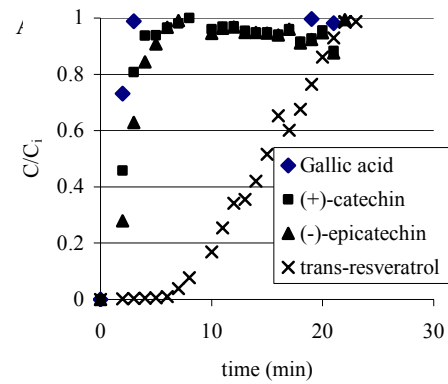 1
0.8
0.6
0.4
0.2
0
C/Cᵢ
Gallic acid
(+)-catechin
(-)-epicatechin
trans-resveratrol
0 10 20 30
time (min)